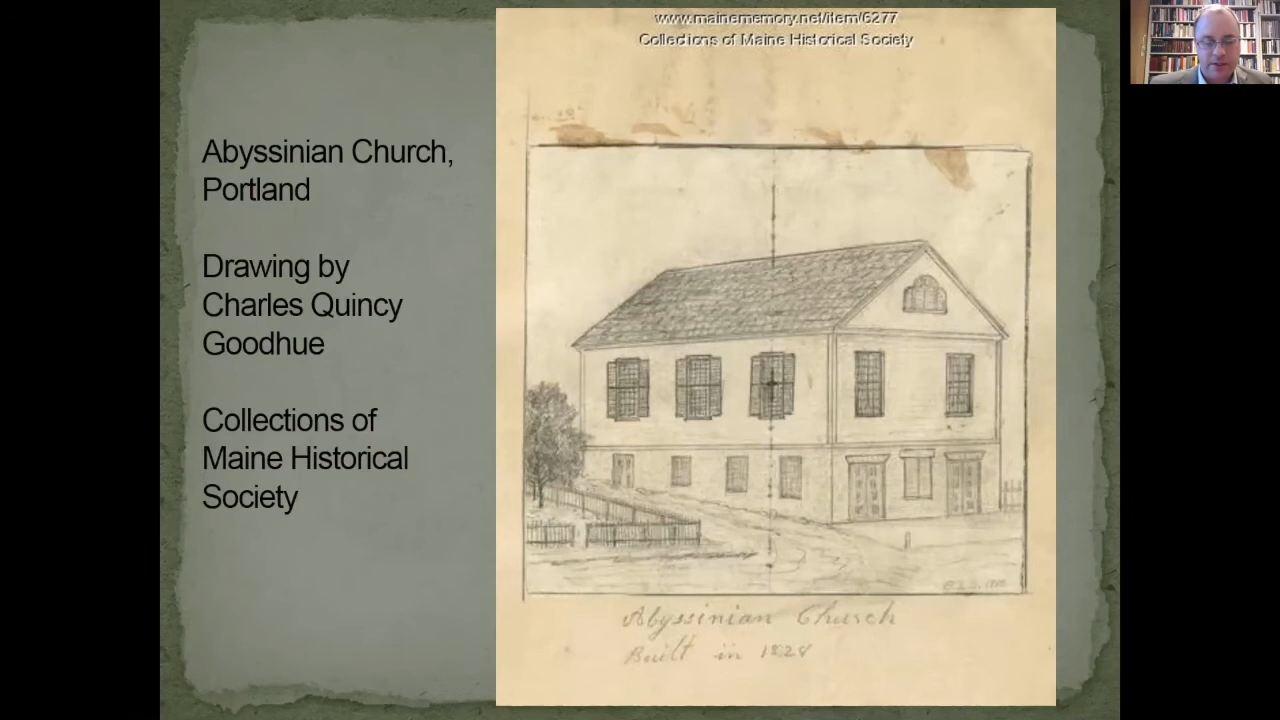 www.mainememory.net/item/6277
Collections of Maine Historical Society
Abyssinian Church,
Portland
Drawing by
Charles Quincy
Goodhue
Collections of
Maine Historical
Society
Abyssinian Church
Built in 1828